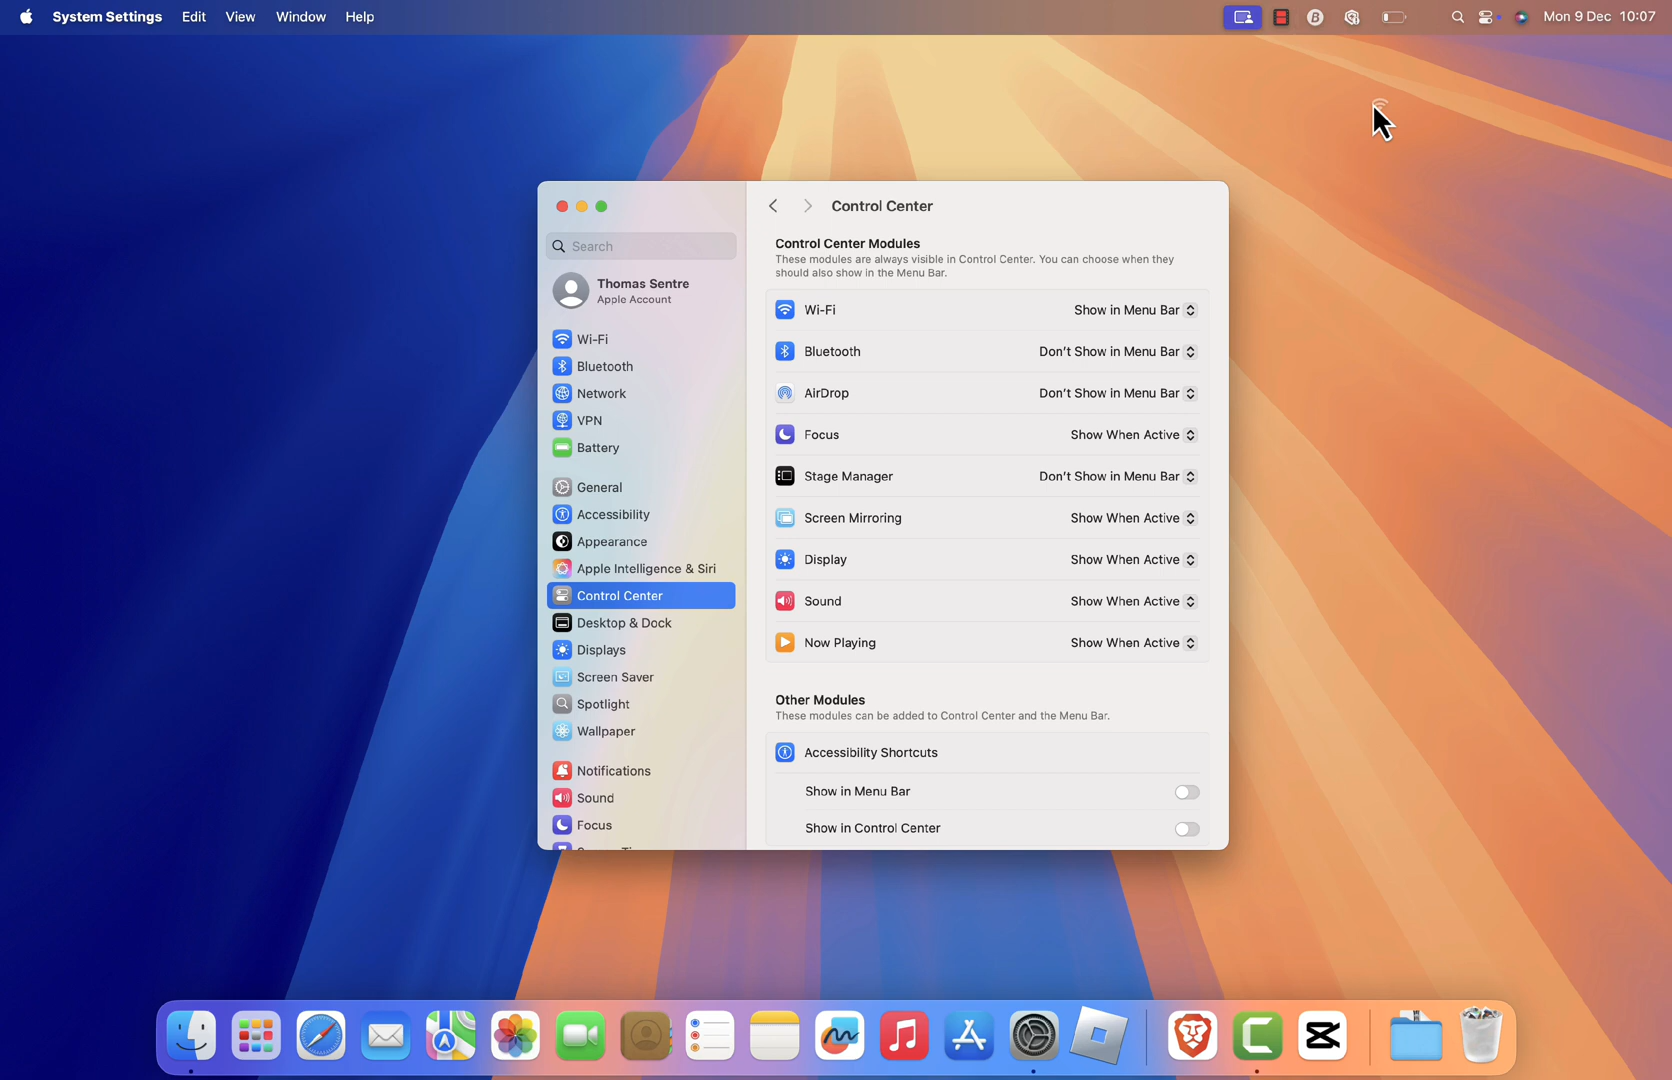 System Settings Edit View Window Help
Mon 9 Dec 10:07
Search
Thomas Sentre
Apple Account
Wi-Fi
Bluetooth
Network
VPN
Battery
General
Accessibility
Appearance
Apple Intelligence & Siri
Control Center
Desktop & Dock
Displays
Screen Saver
Spotlight
Wallpaper
Notifications
Sound
Focus
Control Center
Control Center Modules
These modules are always visible in Control Center. You can choose when they
should also show in the Menu Bar.
Wi-Fi Show in Menu Bar
Bluetooth Don't Show in Menu Bar
AirDrop Don't Show in Menu Bar
Focus Show When Active
Stage Manager Don't Show in Menu Bar
Screen Mirroring Show When Active
Display Show When Active
Sound Show When Active
Now Playing Show When Active
Other Modules
These modules can be added to Control Center and the Menu Bar.
Accessibility Shortcuts
Show in Menu Bar
Show in Control Center